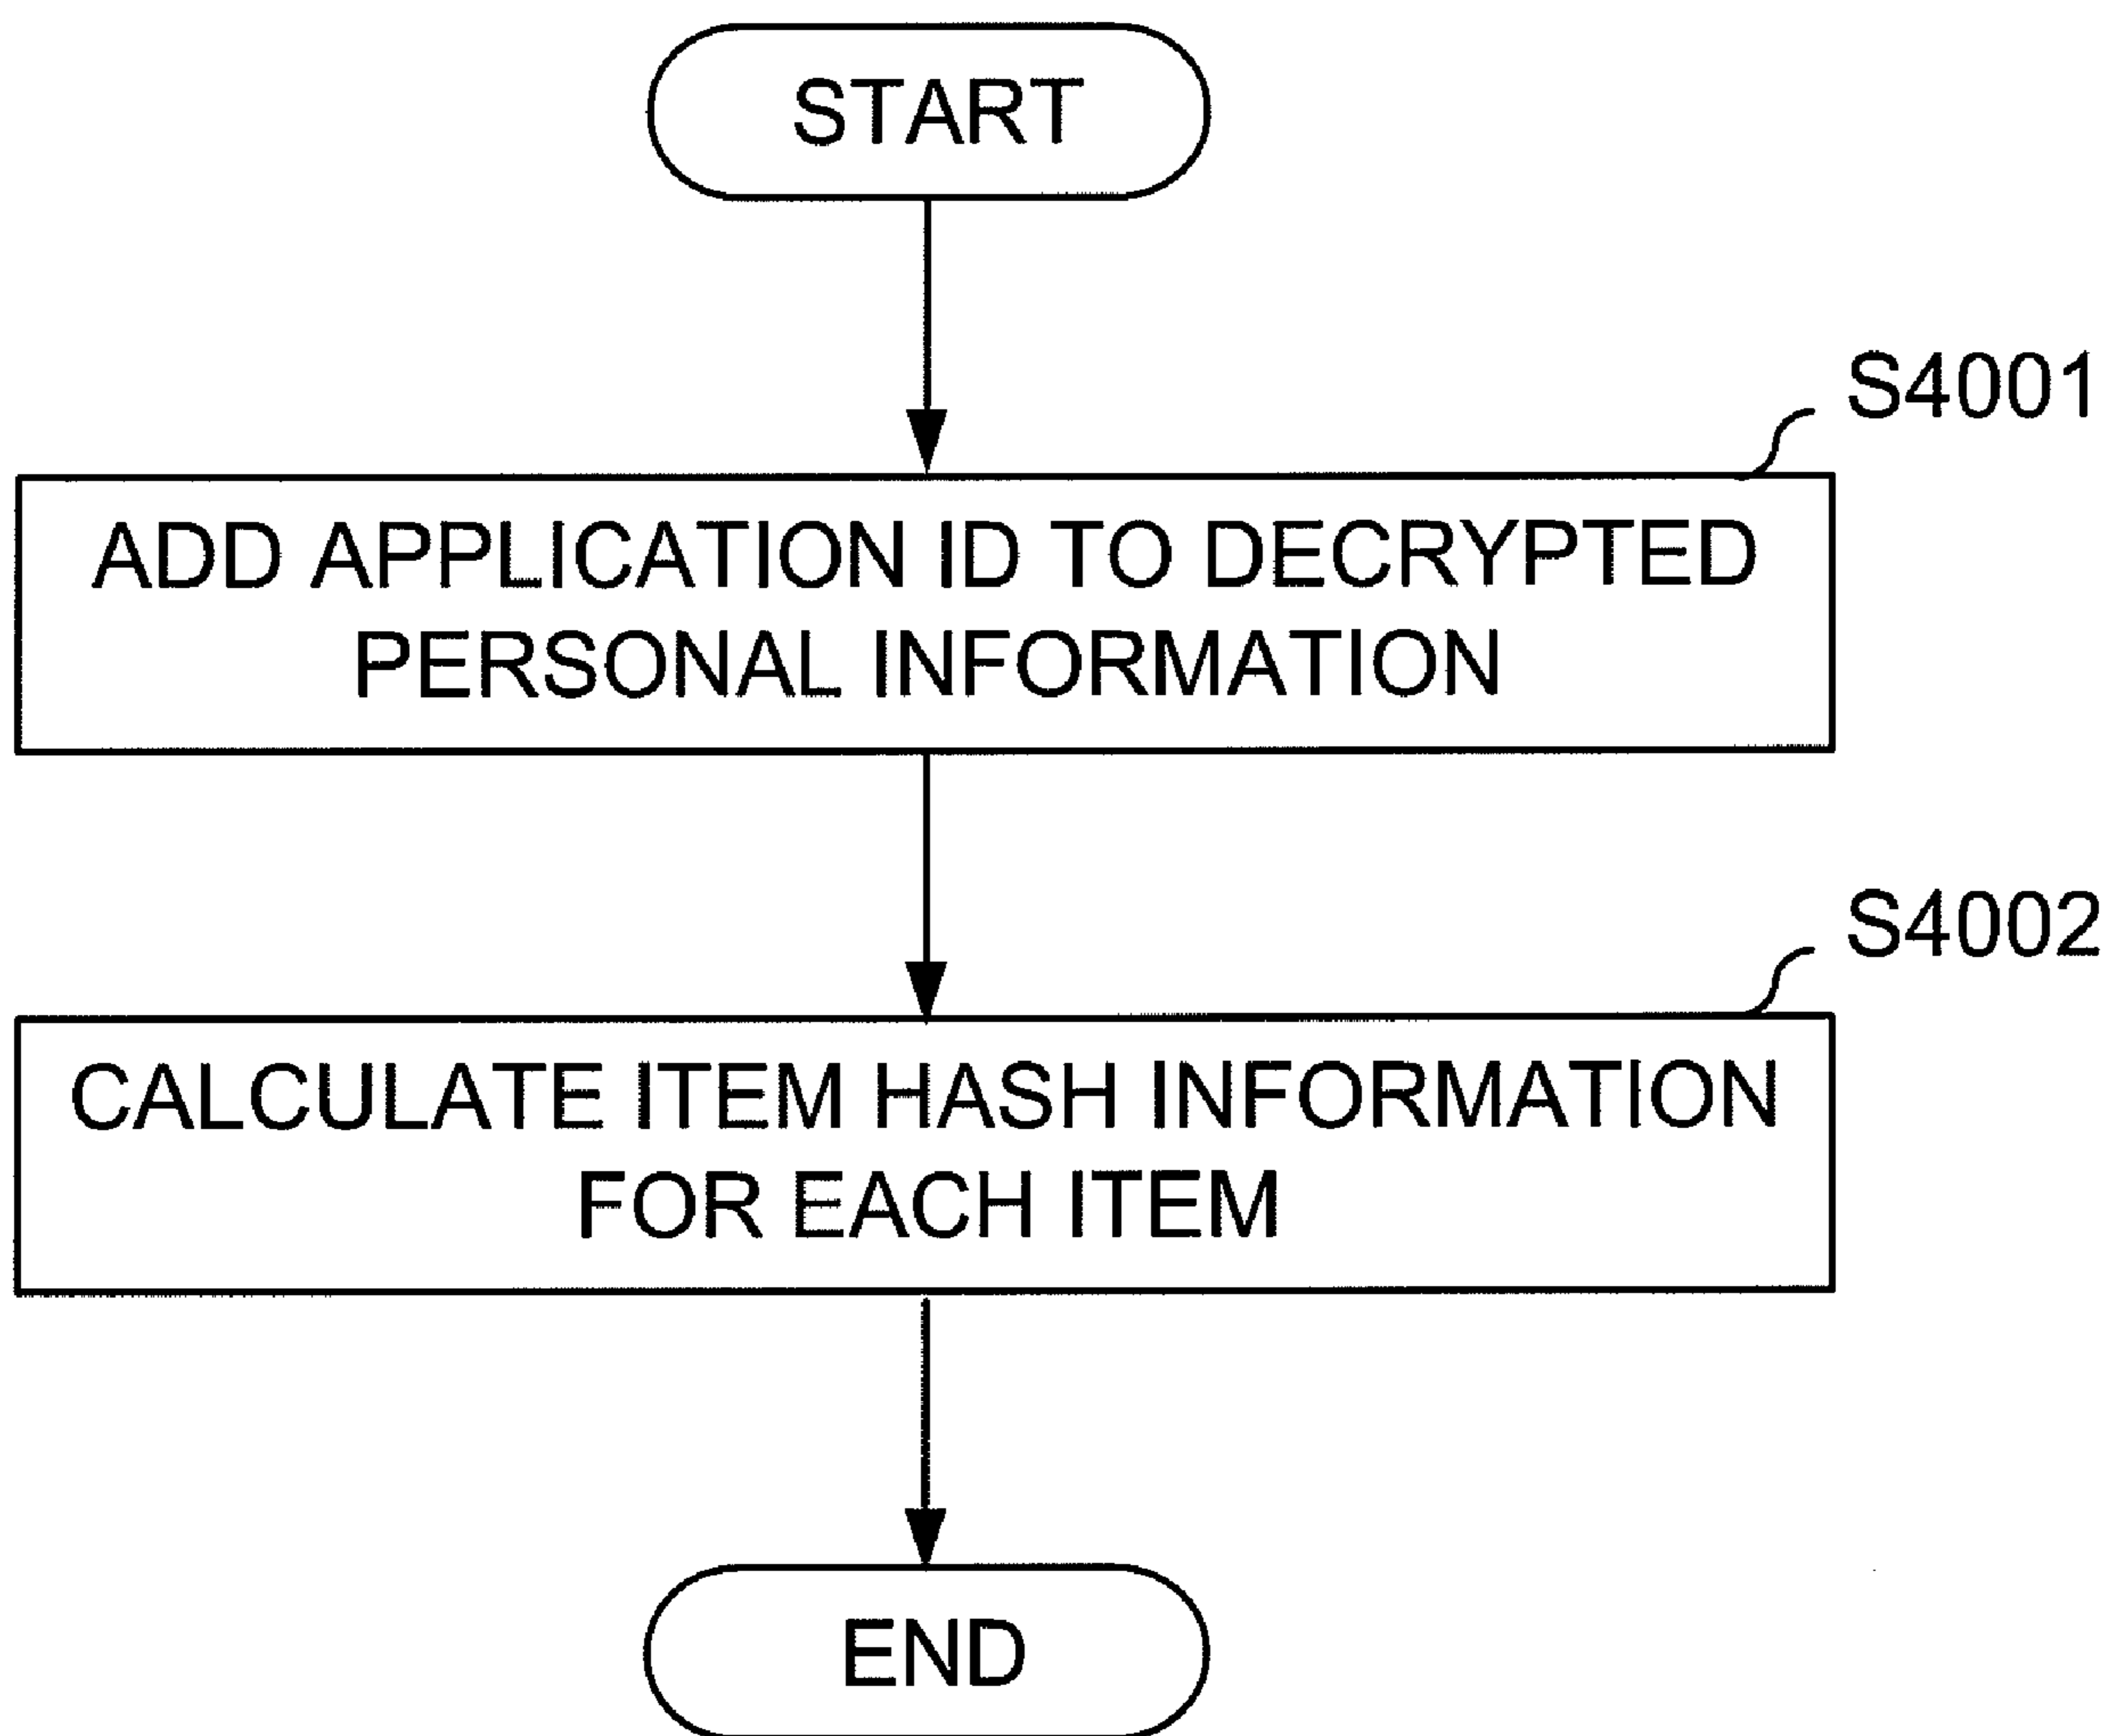 START
S4001
ADD APPLICATION ID TO DECRYPTED
PERSONAL INFORMATION
S4002
CALCULATE ITEM HASH INFORMATION
FOR EACH ITEM
END